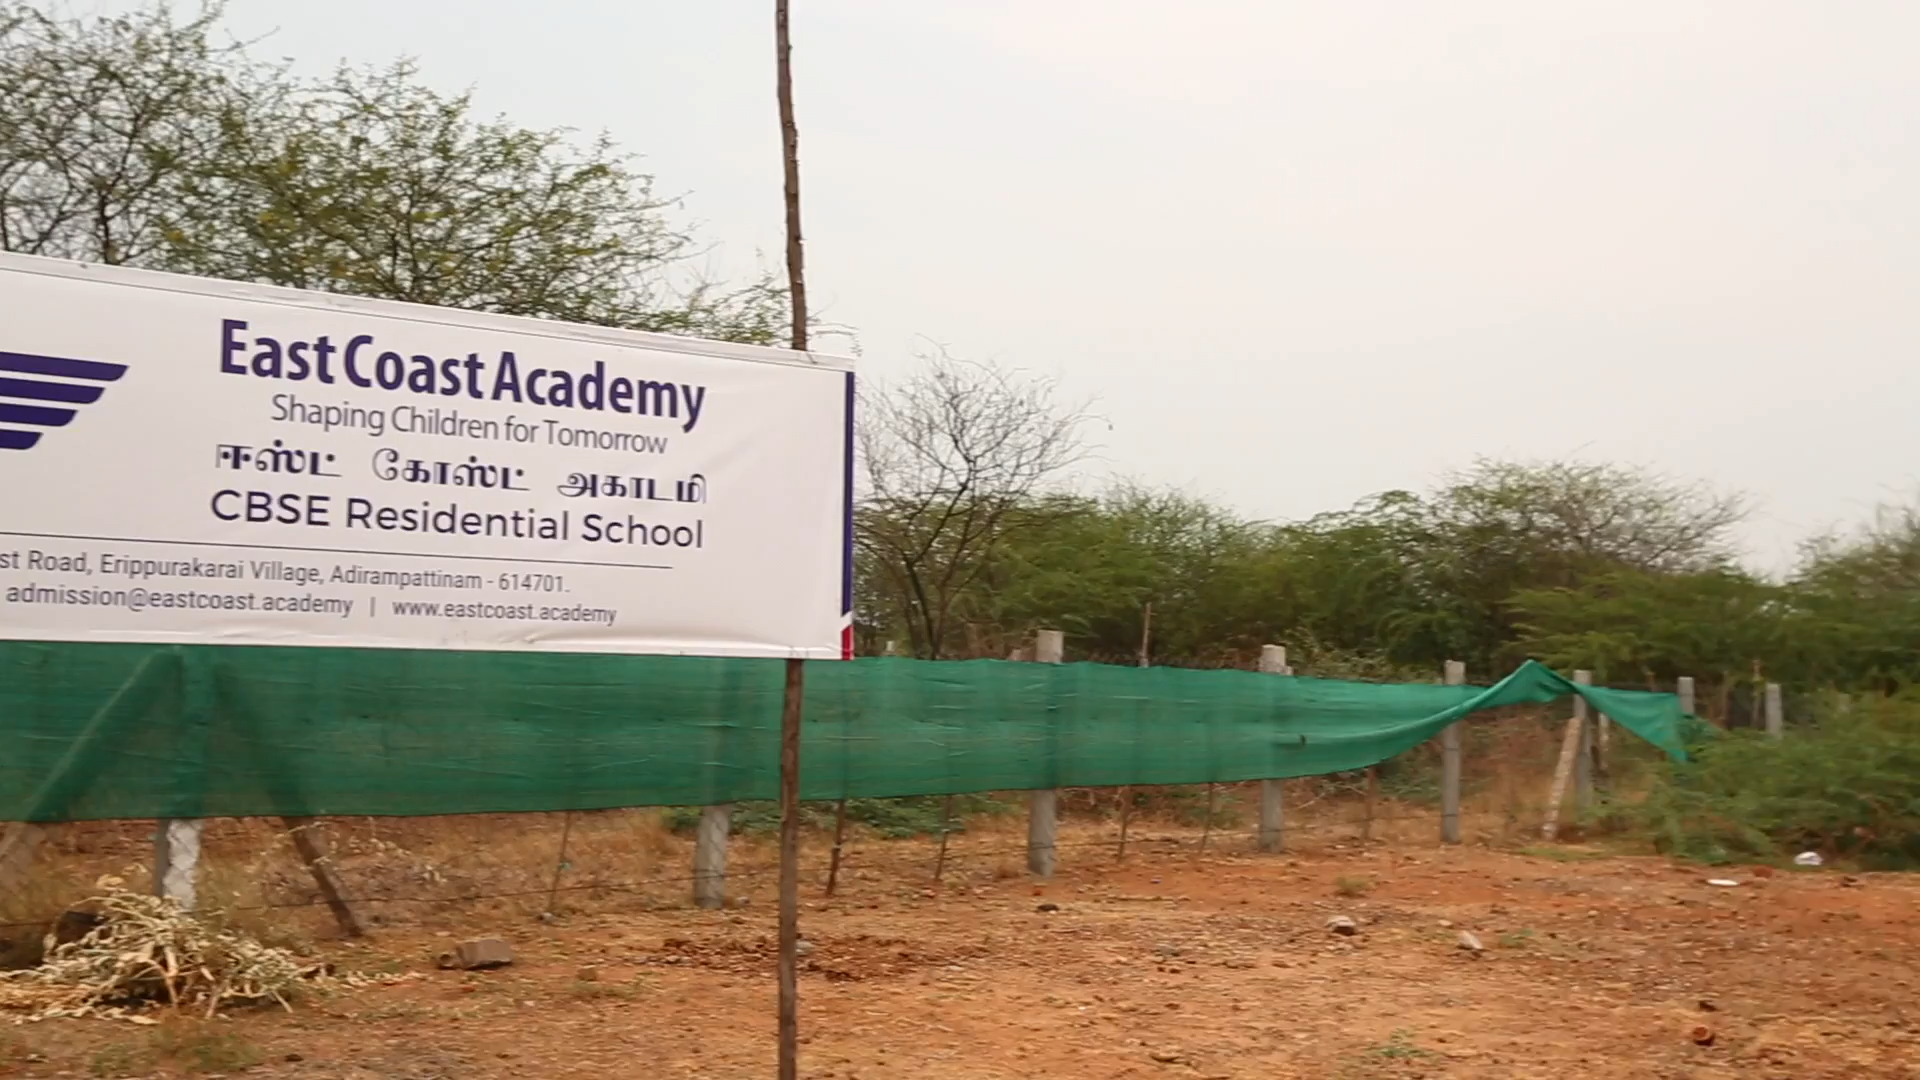 East Coast Academy
Shaping Children for Tomorrow
ஈஸ்ட் கோஸ்ட் அகாடமி
CBSE Residential School
Road, Erippurakarai Village, Adirampattinam - 614701.
admission@eastcoast.academy | www.eastcoast.academy